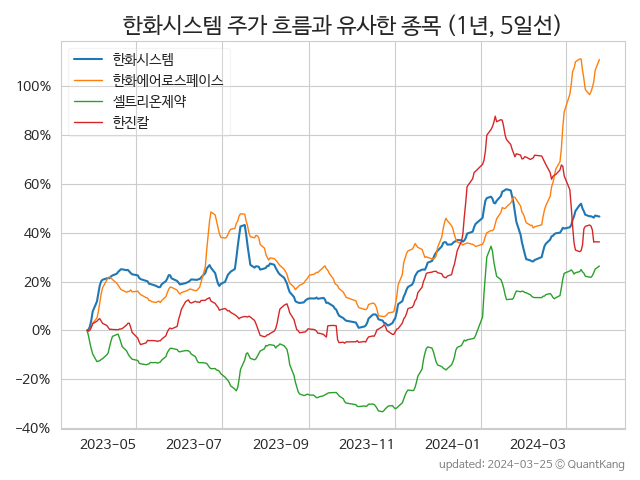 한화시스템 주가 흐름과 유사한 종목 (1년, 5일선)
한화시스템
한화에어로스페이스
셀트리온제약
한진칼
100%
80%
60%
40%
20%
0%
−20%
−40%
2023-05 2023-07 2023-09 2023-11 2024-01 2024-03
updated: 2024-03-25 © QuantKang